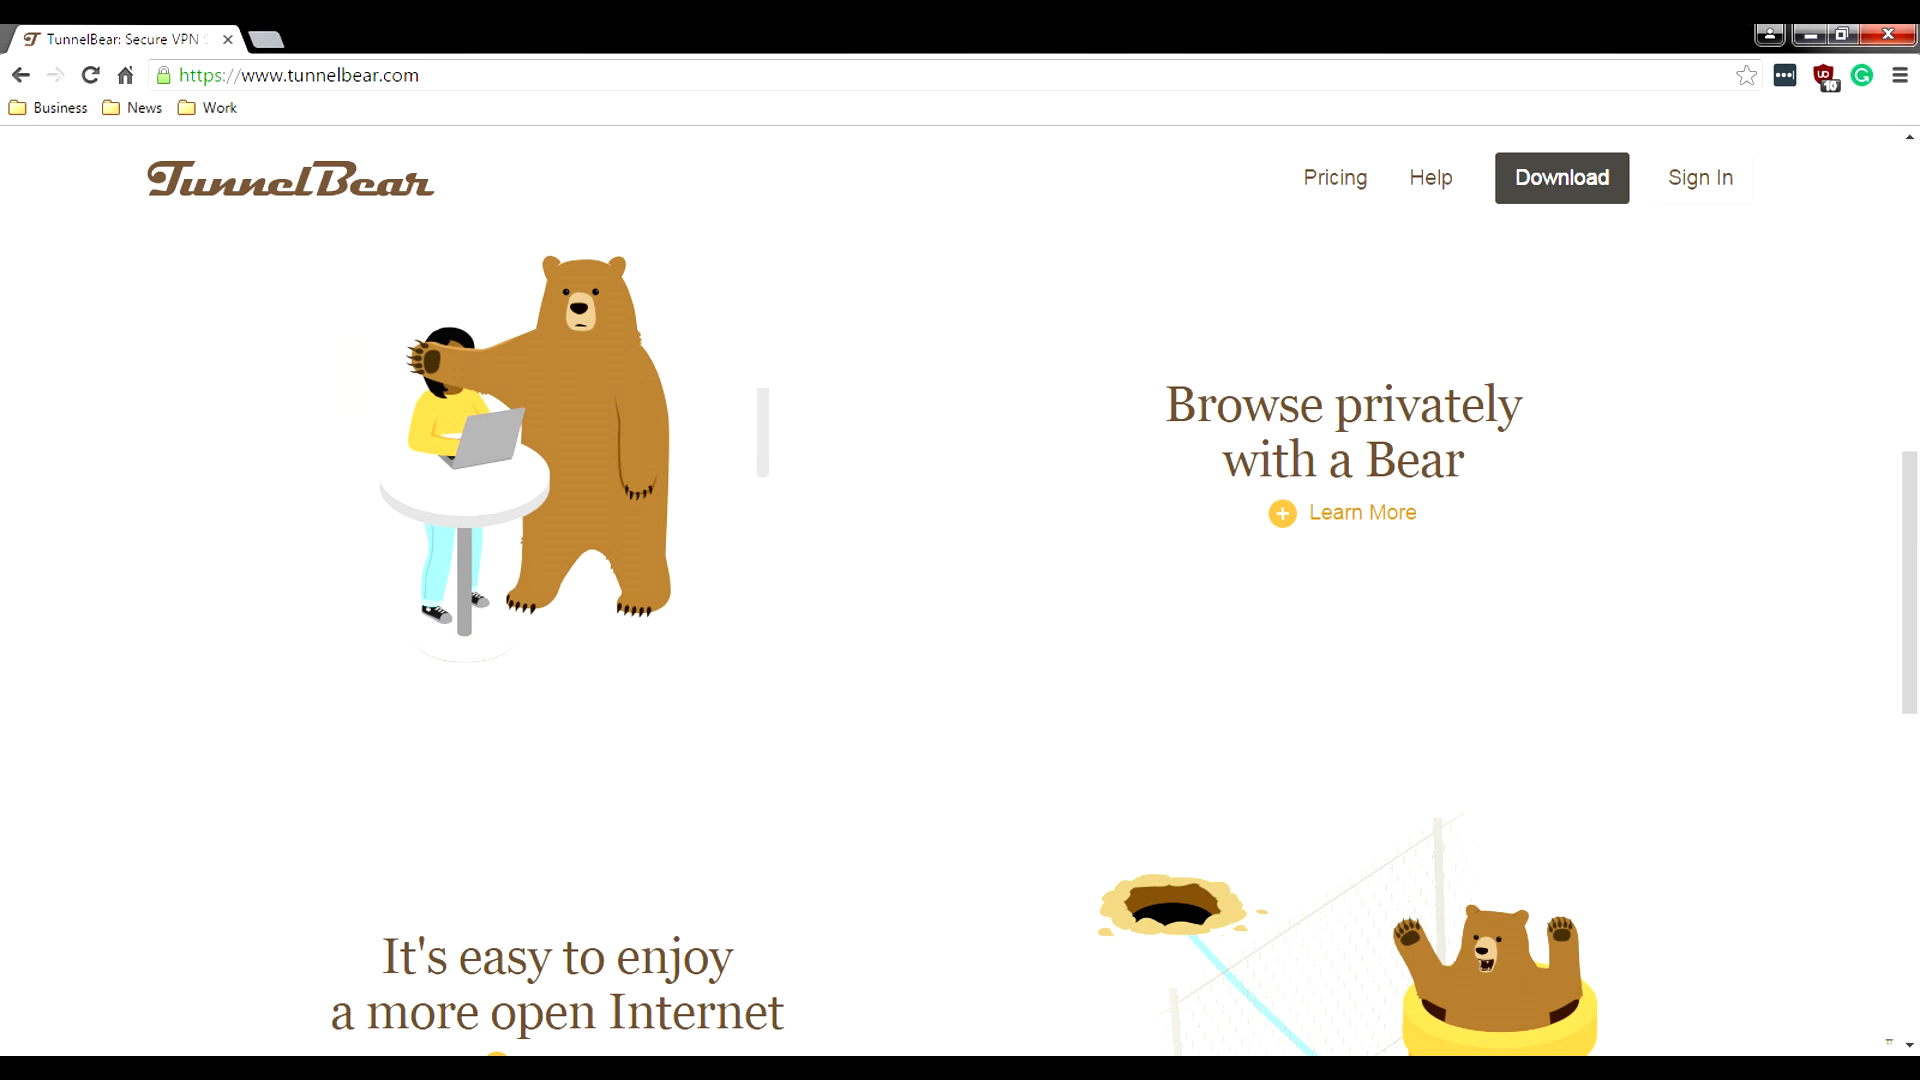 TunnelBear: Secure VPN
https://www.tunnelbear.com
10
Business News Work
TunnelBear
Pricing Help Download Sign In
Browse privately
with a Bear
Learn More
It's easy to enjoy
a more open Internet